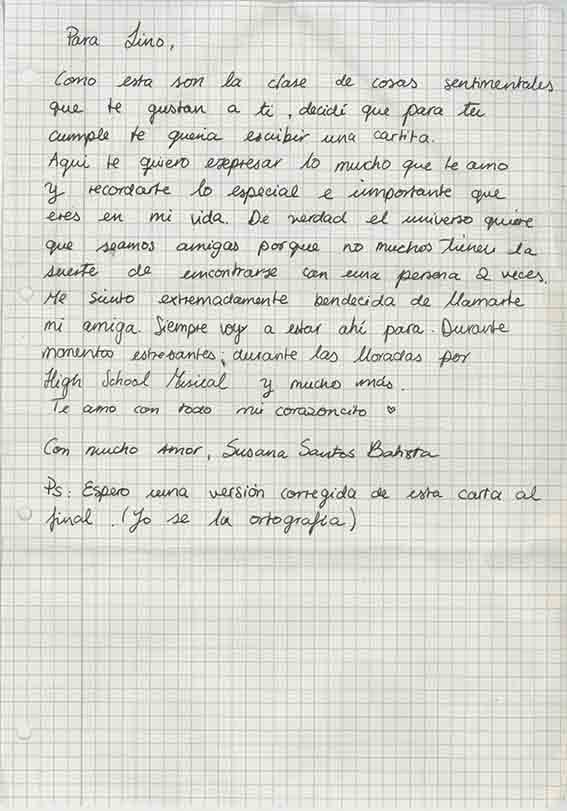 Para Lino,
Como esta son la clase de cosas sentimentales
que te gustan a ti, decidí que para tu
cumple te queria escibir una cartita.
Aqui te quiero expresar lo mucho que te amo
y recordarte lo especial e importante que
eres en mi vida. De verdad el universo quiere
que seamos amigas porque no muchos tienen la
suerte de encontrarse con una persona 2 veces.
Me siento extremadamente bendecida de llamarte
mi amiga. Siempre voy a estar ahí para. Durante
momentos estresantes, durante las lloradas por
High School Musical y mucho más.
Te amo con todo mi corazoncito ♡
Con mucho Amor, Susana Santos Batista
Ps: Espero una versión corregida de esta carta al
final. (Yo se la ortografía)